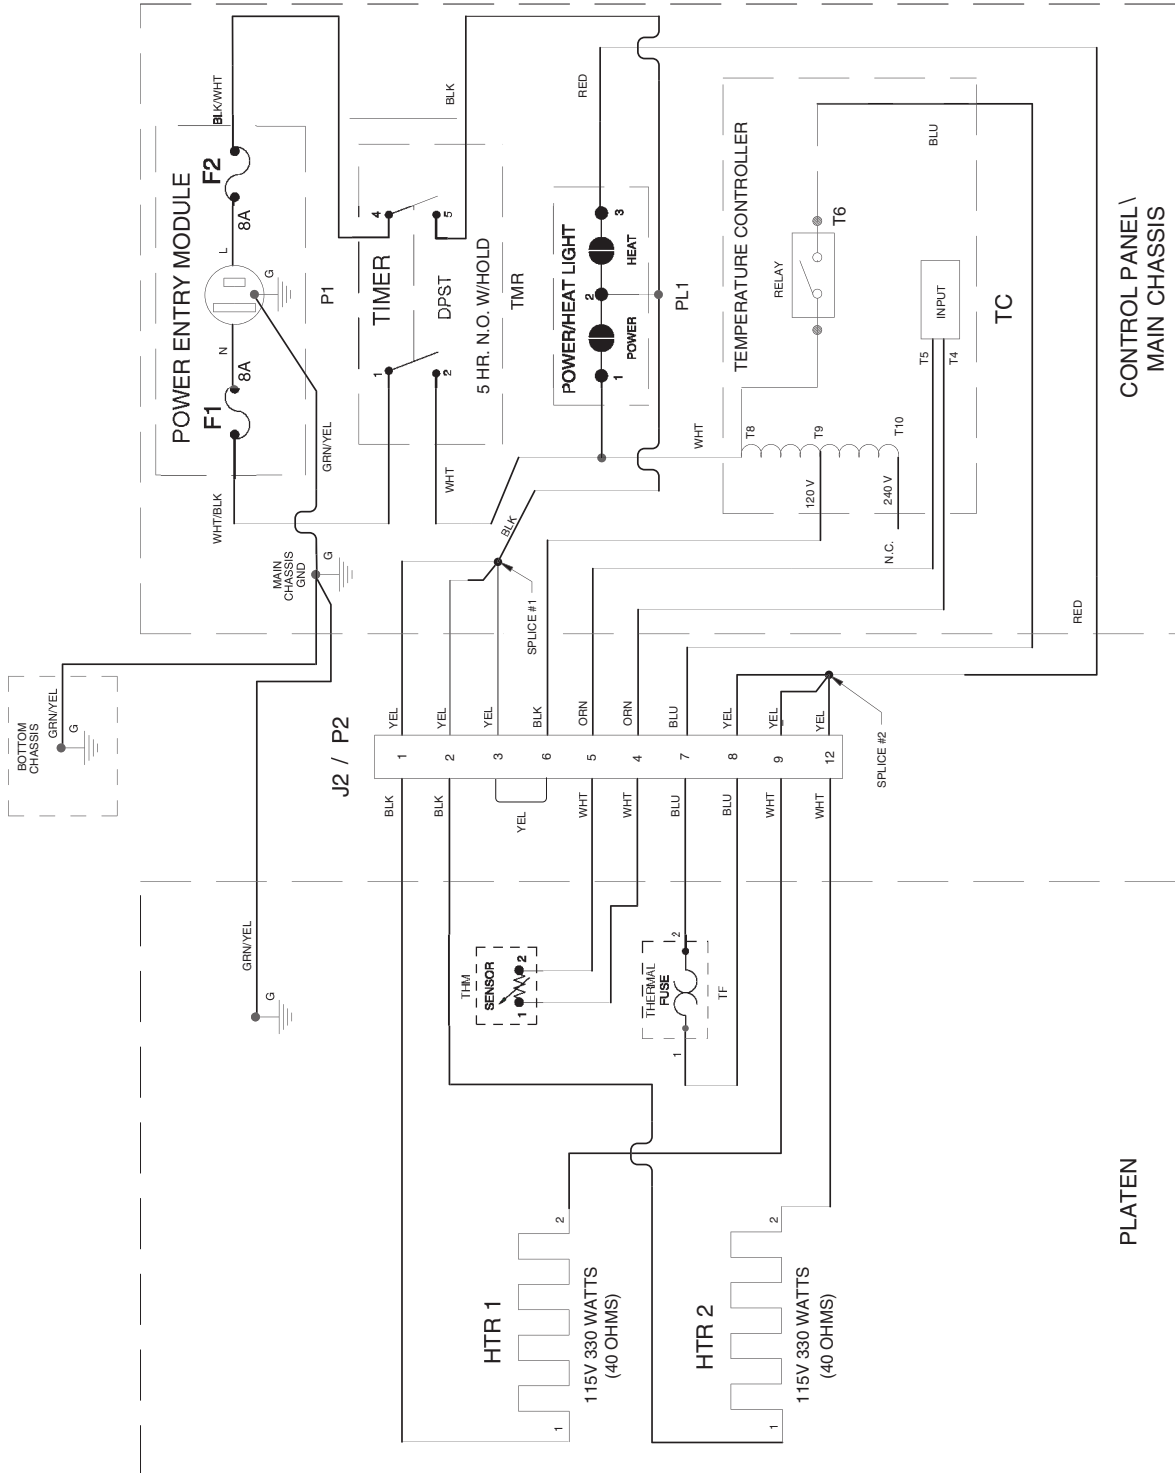 BLK/WHT
POWER ENTRY MODULE
F2
8A
L
G
P1
N
8A
F1
GRN/YEL
WHT/BLK
MAIN
CHASSIS
GND
G
BLK
4
5
TIMER
DPST
1
2
5 HR. N.O. W/HOLD
TMR
WHT
BLK
RED
POWER/HEAT LIGHT
3
HEAT
2
POWER
1
PL1
WHT
TEMPERATURE CONTROLLER
BLU
T6
RELAY
INPUT
TC
T5
T4
T8
T9
T10
120 V
240 V
N.C.
CONTROL PANEL \
MAIN CHASSIS
RED
SPLICE #1
BOTTOM
CHASSIS
GRN/YEL
G
J2 / P2
YEL
YEL
YEL
BLK
ORN
ORN
BLU
YEL
YEL
YEL
1
2
3
6
5
4
7
8
9
12
SPLICE #2
BLK
BLK
YEL
WHT
WHT
BLU
BLU
WHT
WHT
GRN/YEL
G
THM
SENSOR
2
1
THERMAL
FUSE
2
1
TF
PLATEN
HTR 1
2
1
115V 330 WATTS
(40 OHMS)
HTR 2
2
1
115V 330 WATTS
(40 OHMS)